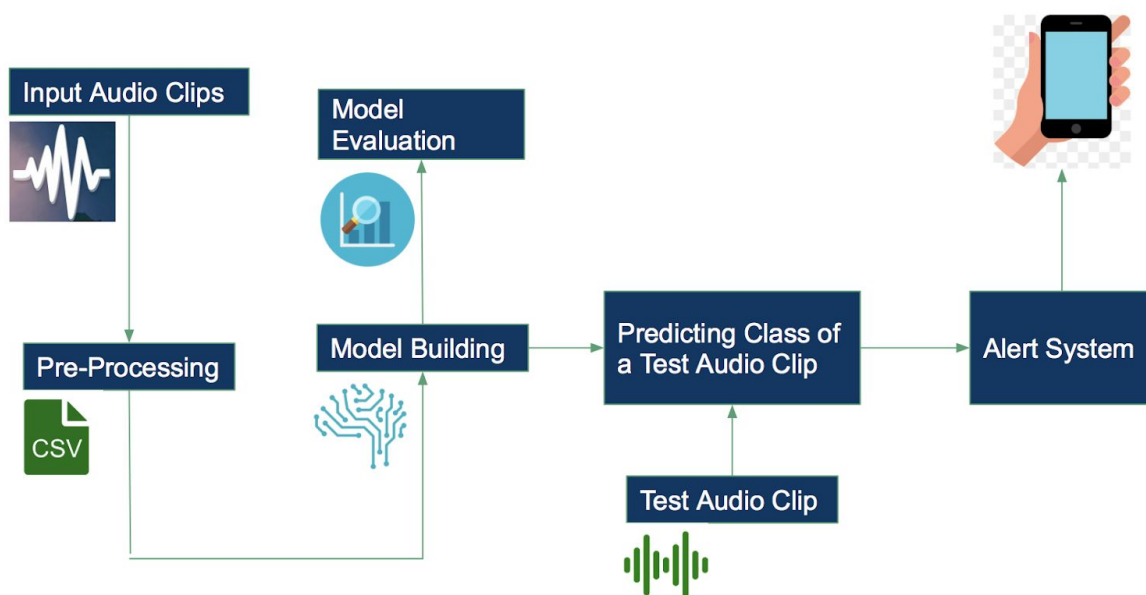 Input Audio Clips
Model
Evaluation
Pre-Processing
CSV
Model Building
Predicting Class of
a Test Audio Clip
Alert System
Test Audio Clip